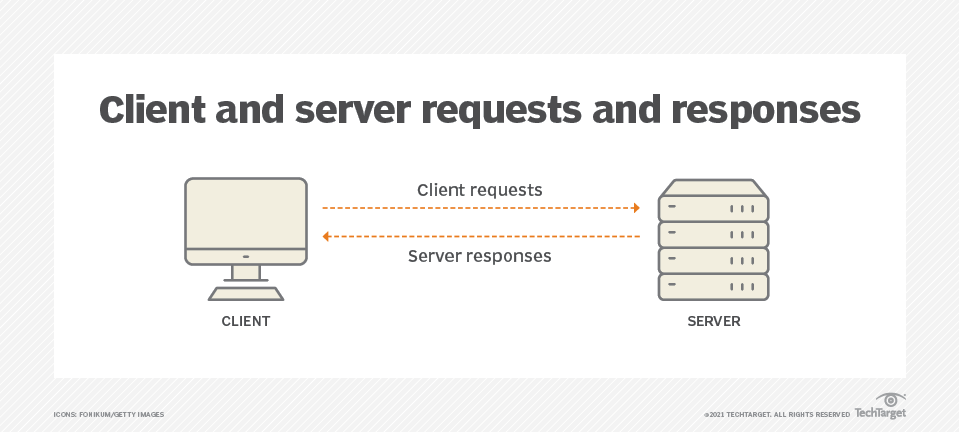 Client and server requests and responses
Client requests
Server responses
CLIENT
SERVER
ICONS: FONIKUM/GETTY IMAGES
©2021 TECHTARGET. ALL RIGHTS RESERVED
TechTarget